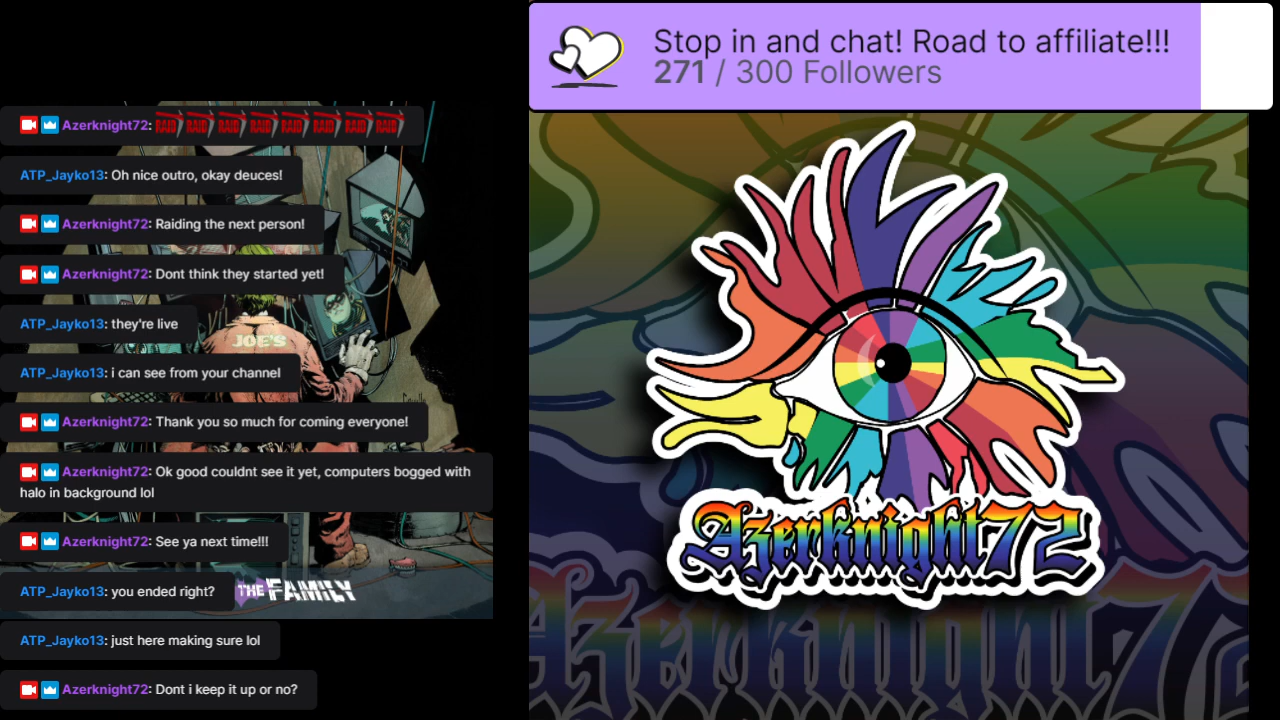 Stop in and chat! Road to affiliate!!!
271 / 300 Followers
Azerknight72: RAID RAID RAID RAID RAID RAID RAID RAID
ATP_Jayko13: Oh nice outro, okay deuces!
Azerknight72: Raiding the next person!
Azerknight72: Dont think they started yet!
ATP_Jayko13: they're live
JOE'S
ATP_Jayko13: i can see from your channel
Azerknight72: Thank you so much for coming everyone!
Azerknight72: Ok good couldnt see it yet, computers bogged with
halo in background lol
Azerknight72: See ya next time!!!
ATP_Jayko13: you ended right?
THE FAMILY
ATP_Jayko13: just here making sure lol
Azerknight72: Dont i keep it up or no?
Azerknight72
Azerknight72